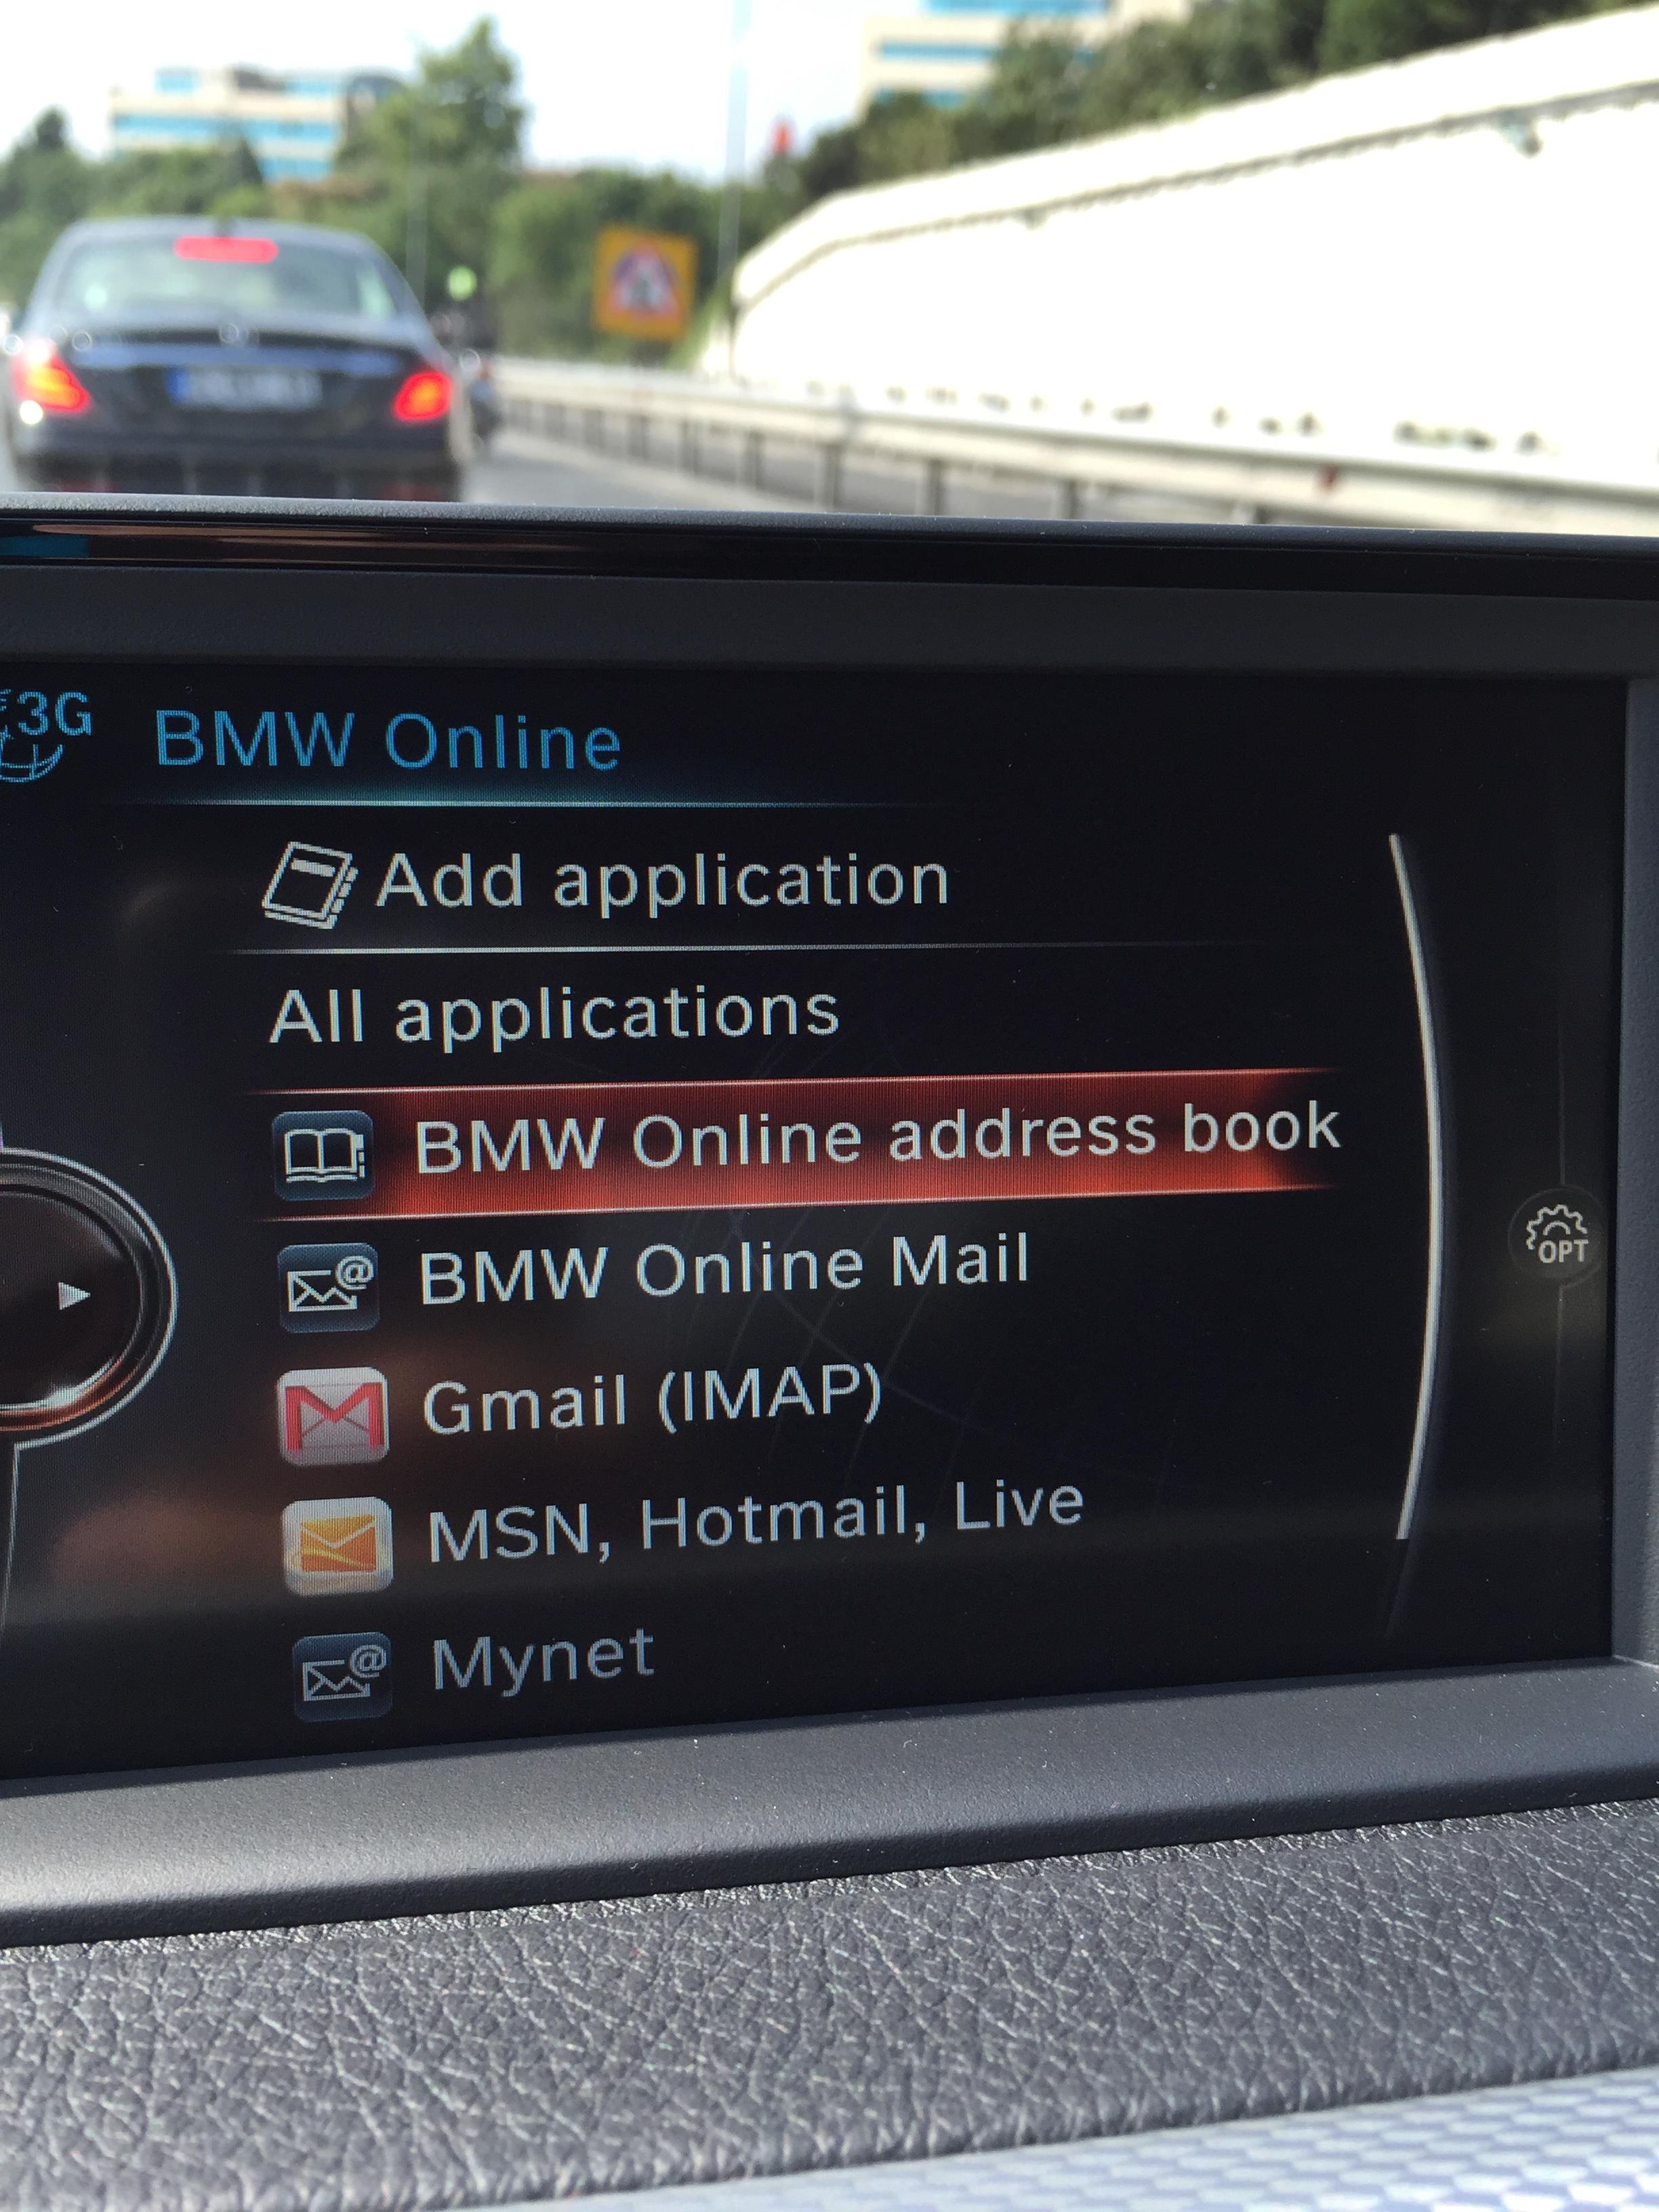 3G
BMW Online
Add application
All applications
BMW Online address book
BMW Online Mail
OPT
Gmail (IMAP)
MSN, Hotmail, Live
Mynet